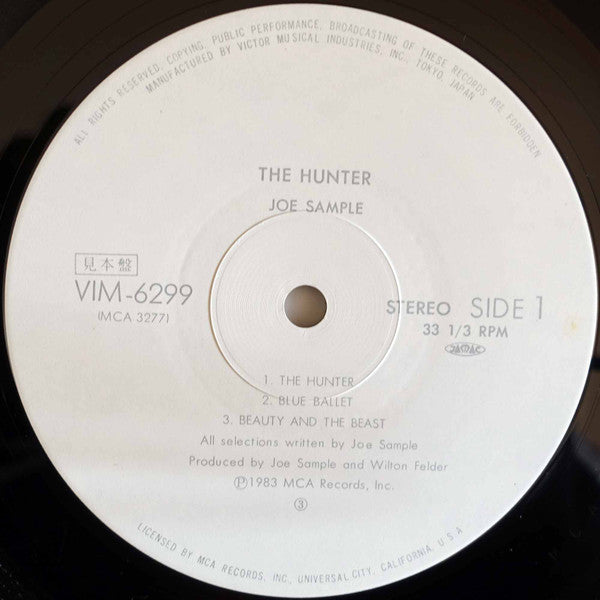 ALL RIGHTS RESERVED. COPYING, PUBLIC PERFORMANCE, BROADCASTING OF THESE RECORDS ARE FORBIDDEN
MANUFACTURED BY VICTOR MUSICAL INDUSTRIES, INC., TOKYO, JAPAN
THE HUNTER
JOE SAMPLE
見本盤
VIM-6299
(MCA 3277)
STEREO SIDE 1
33 1/3 RPM
JASRAC
1. THE HUNTER
2. BLUE BALLET
3. BEAUTY AND THE BEAST
All selections written by Joe Sample
Produced by Joe Sample and Wilton Felder
Ⓟ1983 MCA Records, Inc.
③
LICENSED BY MCA RECORDS, INC., UNIVERSAL CITY, CALIFORNIA, U.S.A